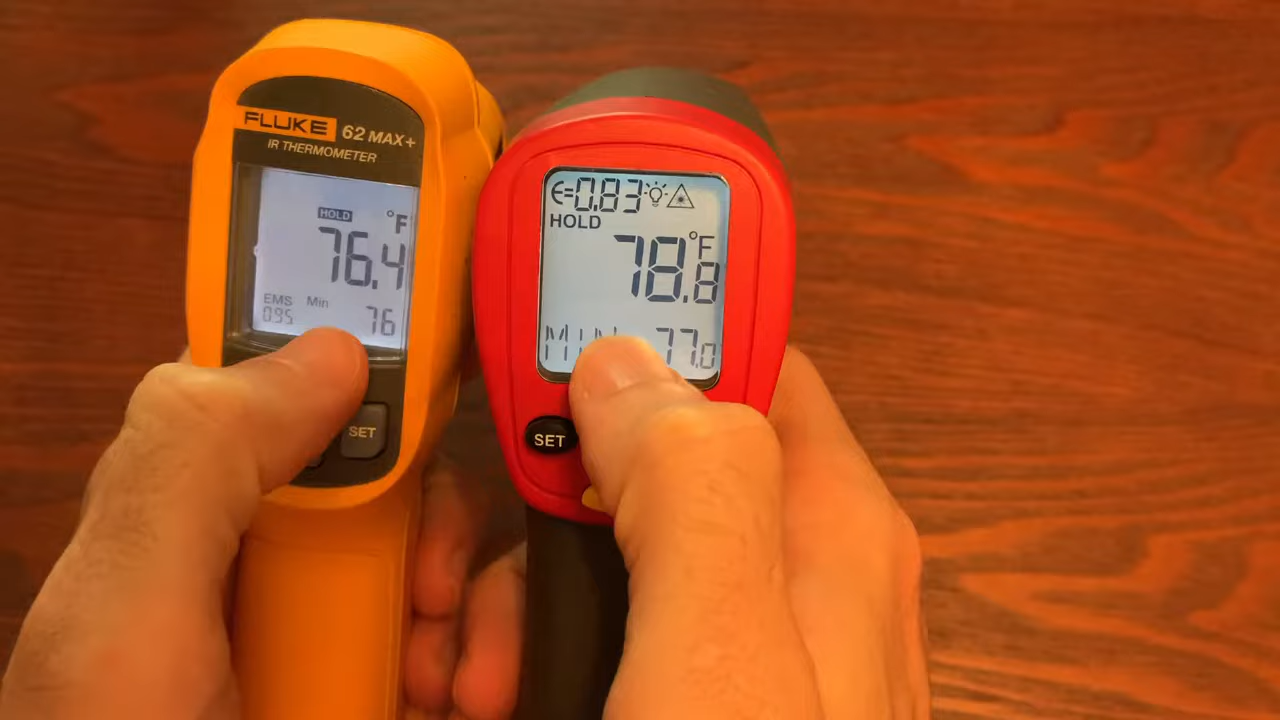 FLUKE 62 MAX+
IR THERMOMETER
HOLD °F
76.4
EMS Min
0.95 76
SET
€=0.83
HOLD
°F
78.8
MIN 77.0
SET